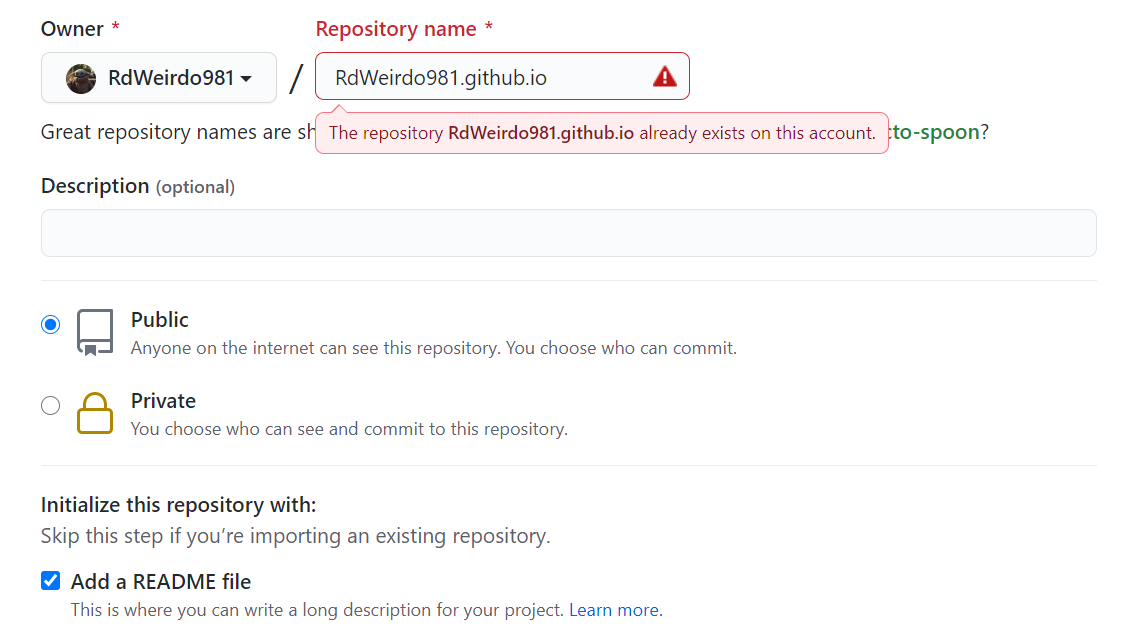 Owner * Repository name *
RdWeirdo981 / RdWeirdo981.github.io
Great repository names are sh
The repository RdWeirdo981.github.io already exists on this account.
to-spoon?
Description (optional)
Public
Anyone on the internet can see this repository. You choose who can commit.
Private
You choose who can see and commit to this repository.
Initialize this repository with:
Skip this step if you’re importing an existing repository.
Add a README file
This is where you can write a long description for your project. Learn more.